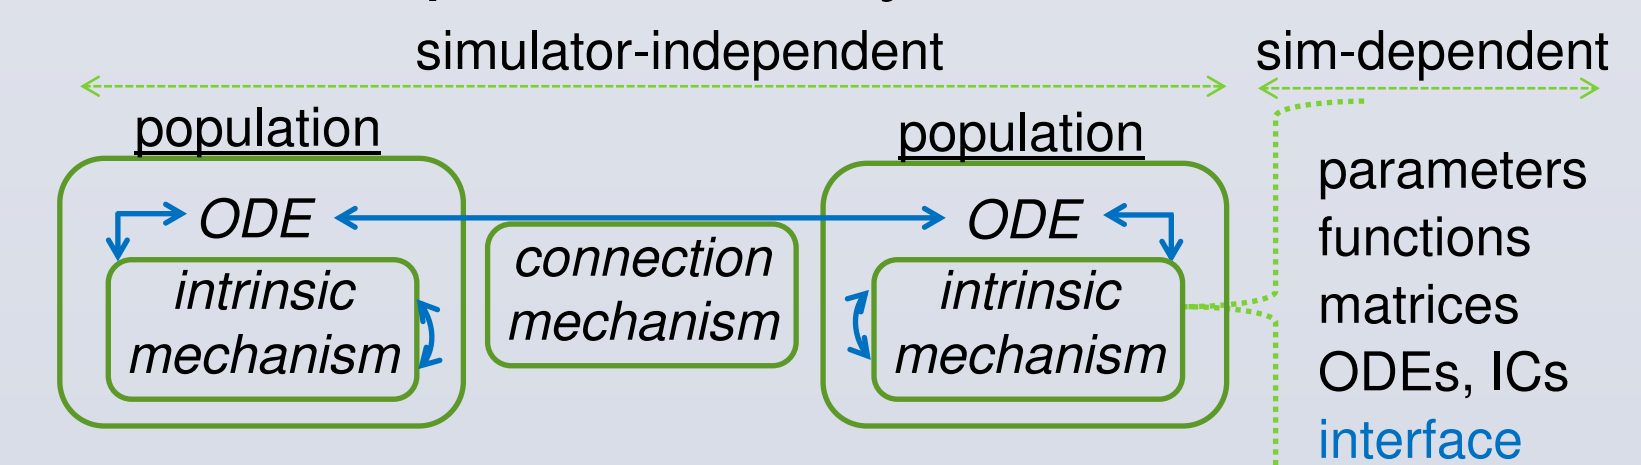 simulator-independent
sim-dependent
population
population
ODE
ODE
intrinsic
mechanism
connection
mechanism
intrinsic
mechanism
parameters
functions
matrices
ODEs, ICs
interface